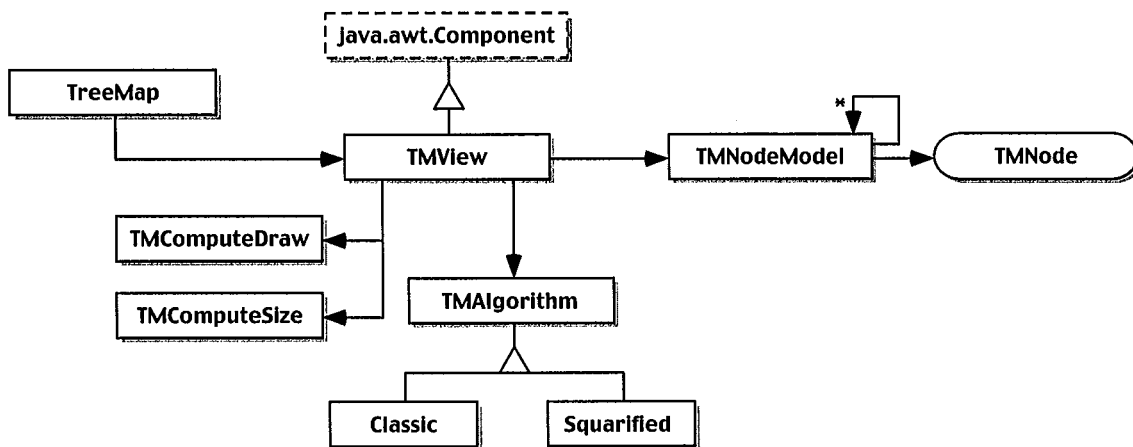 java.awt.Component
TreeMap
*
TMView
TMNodeModel
TMNode
TMComputeDraw
TMAlgorithm
TMComputeSize
Classic
Squarified